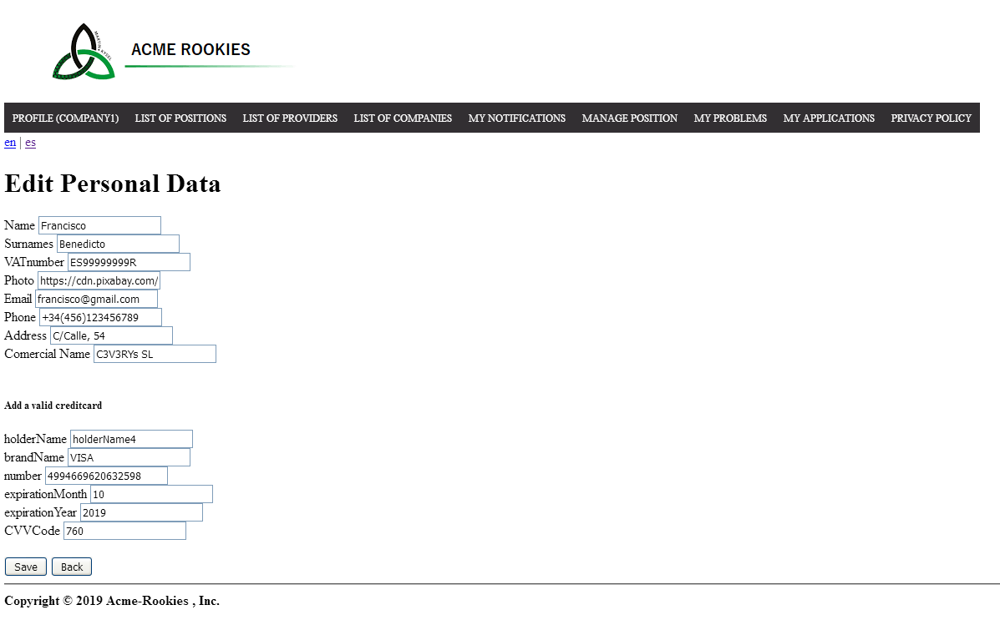 ACME ROOKIES
PROFILE (COMPANY1) LIST OF POSITIONS LIST OF PROVIDERS LIST OF COMPANIES MY NOTIFICATIONS MANAGE POSITION MY PROBLEMS MY APPLICATIONS PRIVACY POLICY
en | es
Edit Personal Data
Name Francisco
Surnames Benedicto
VATnumber ES99999999R
Photo https://cdn.pixabay.com/
Email francisco@gmail.com
Phone +34(456)123456789
Address C/Calle, 54
Comercial Name C3V3RYs SL
Add a valid creditcard
holderName holderName4
brandName VISA
number 4994669620632598
expirationMonth 10
expirationYear 2019
CVVCode 760
Save Back
Copyright © 2019 Acme-Rookies , Inc.